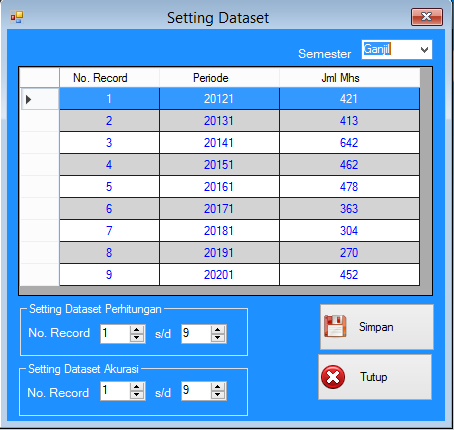 Setting Dataset
Semester Ganjil
No. Record Periode Jml Mhs
1 20121 421
2 20131 413
3 20141 642
4 20151 462
5 20161 478
6 20171 363
7 20181 304
8 20191 270
9 20201 452
Setting Dataset Perhitungan
No. Record 1 s/d 9
Simpan
Setting Dataset Akurasi
No. Record 1 s/d 9
Tutup